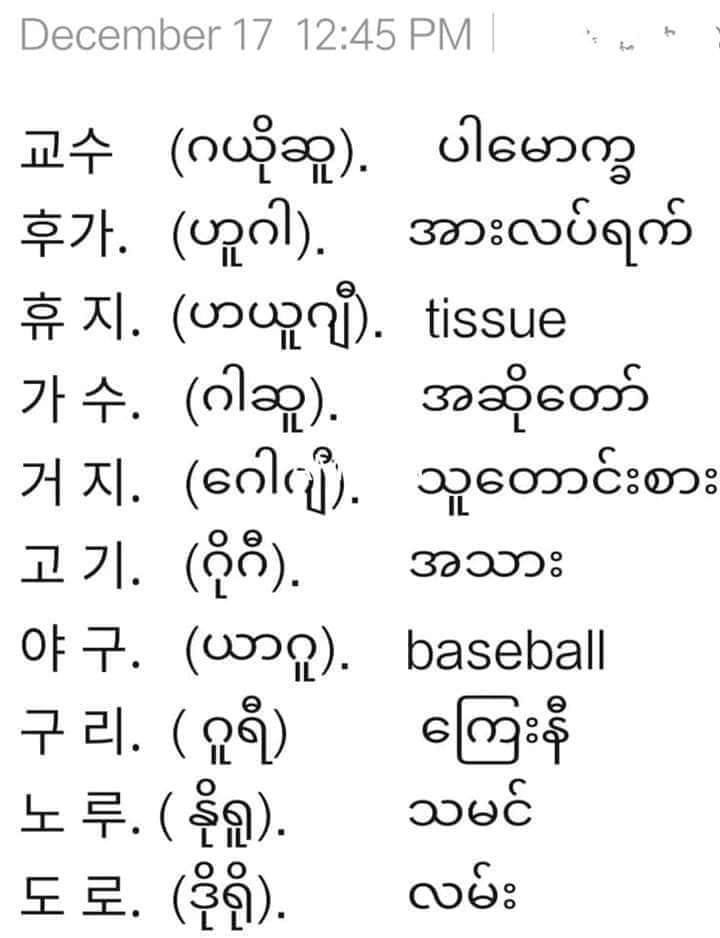 December 17 12:45 PM
교수 (ဂယိုဆူ). ပါမောက္ခ
후가. (ဟူဂါ). အားလပ်ရက်
휴 지. (ဟာယူဂျီ). tissue
가 수. (ဂါဆူ). အဆိုတော်
거 지. (ဂေါဂျီ). သူတောင်းစား
고 기. (ဂိုဂီ). အသား
야 구. (ယာဂူ). baseball
구 리. ( ဂူရီ) ကြေးနီ
노 루. ( နိုရူ). သမင်
도 로. (ဒိုရို). လမ်း